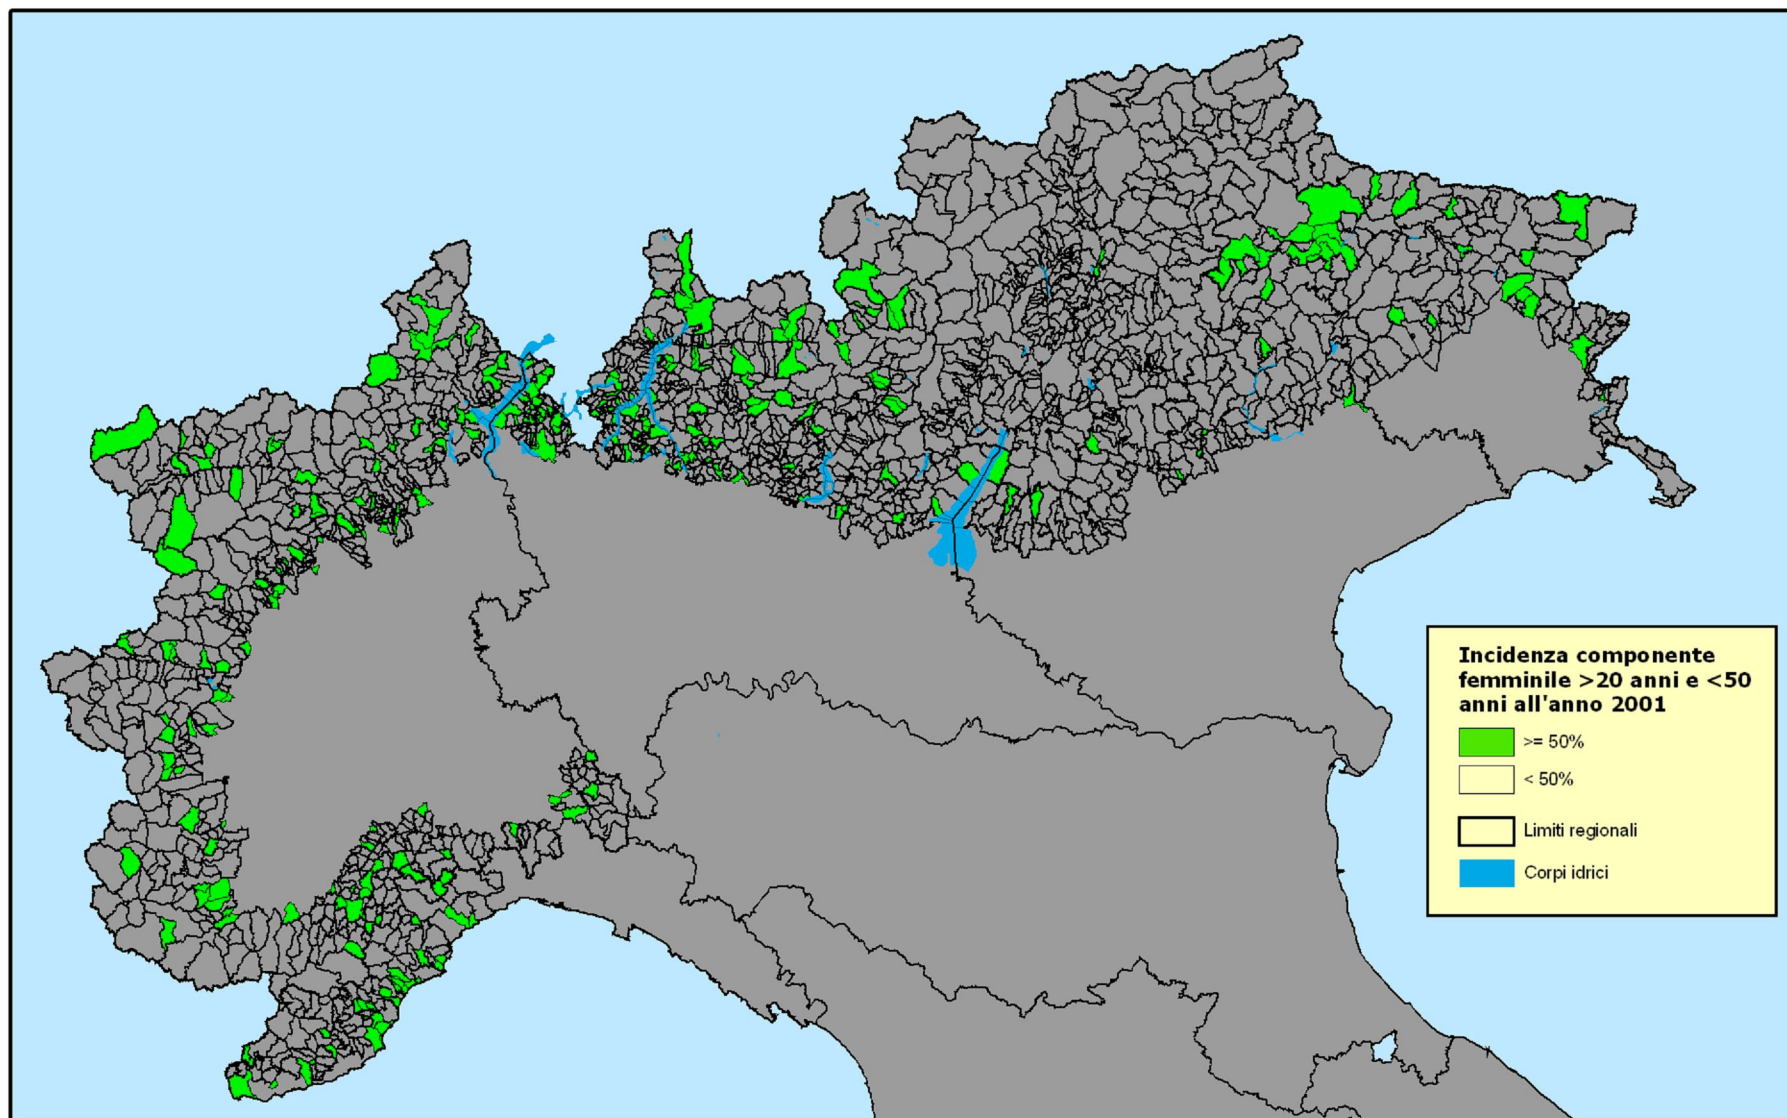 Incidenza componente
femminile >20 anni e <50
anni all'anno 2001
>= 50%
< 50%
Limiti regionali
Corpi idrici